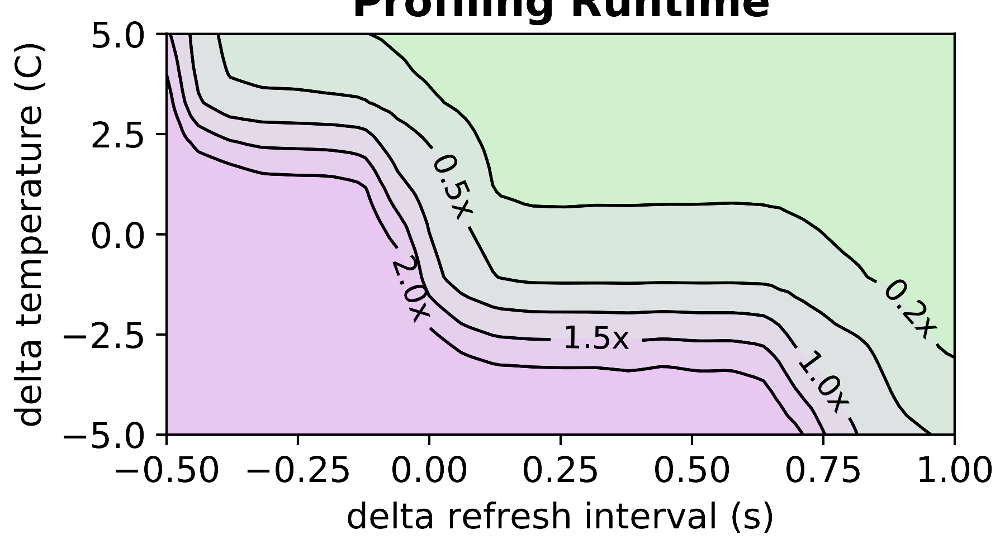 Profiling Runtime
delta temperature (C)
5.0
2.5
0.0
−2.5
−5.0
0.5x
2.0x
1.5x
1.0x
0.2x
−0.50 −0.25 0.00 0.25 0.50 0.75 1.00
delta refresh interval (s)